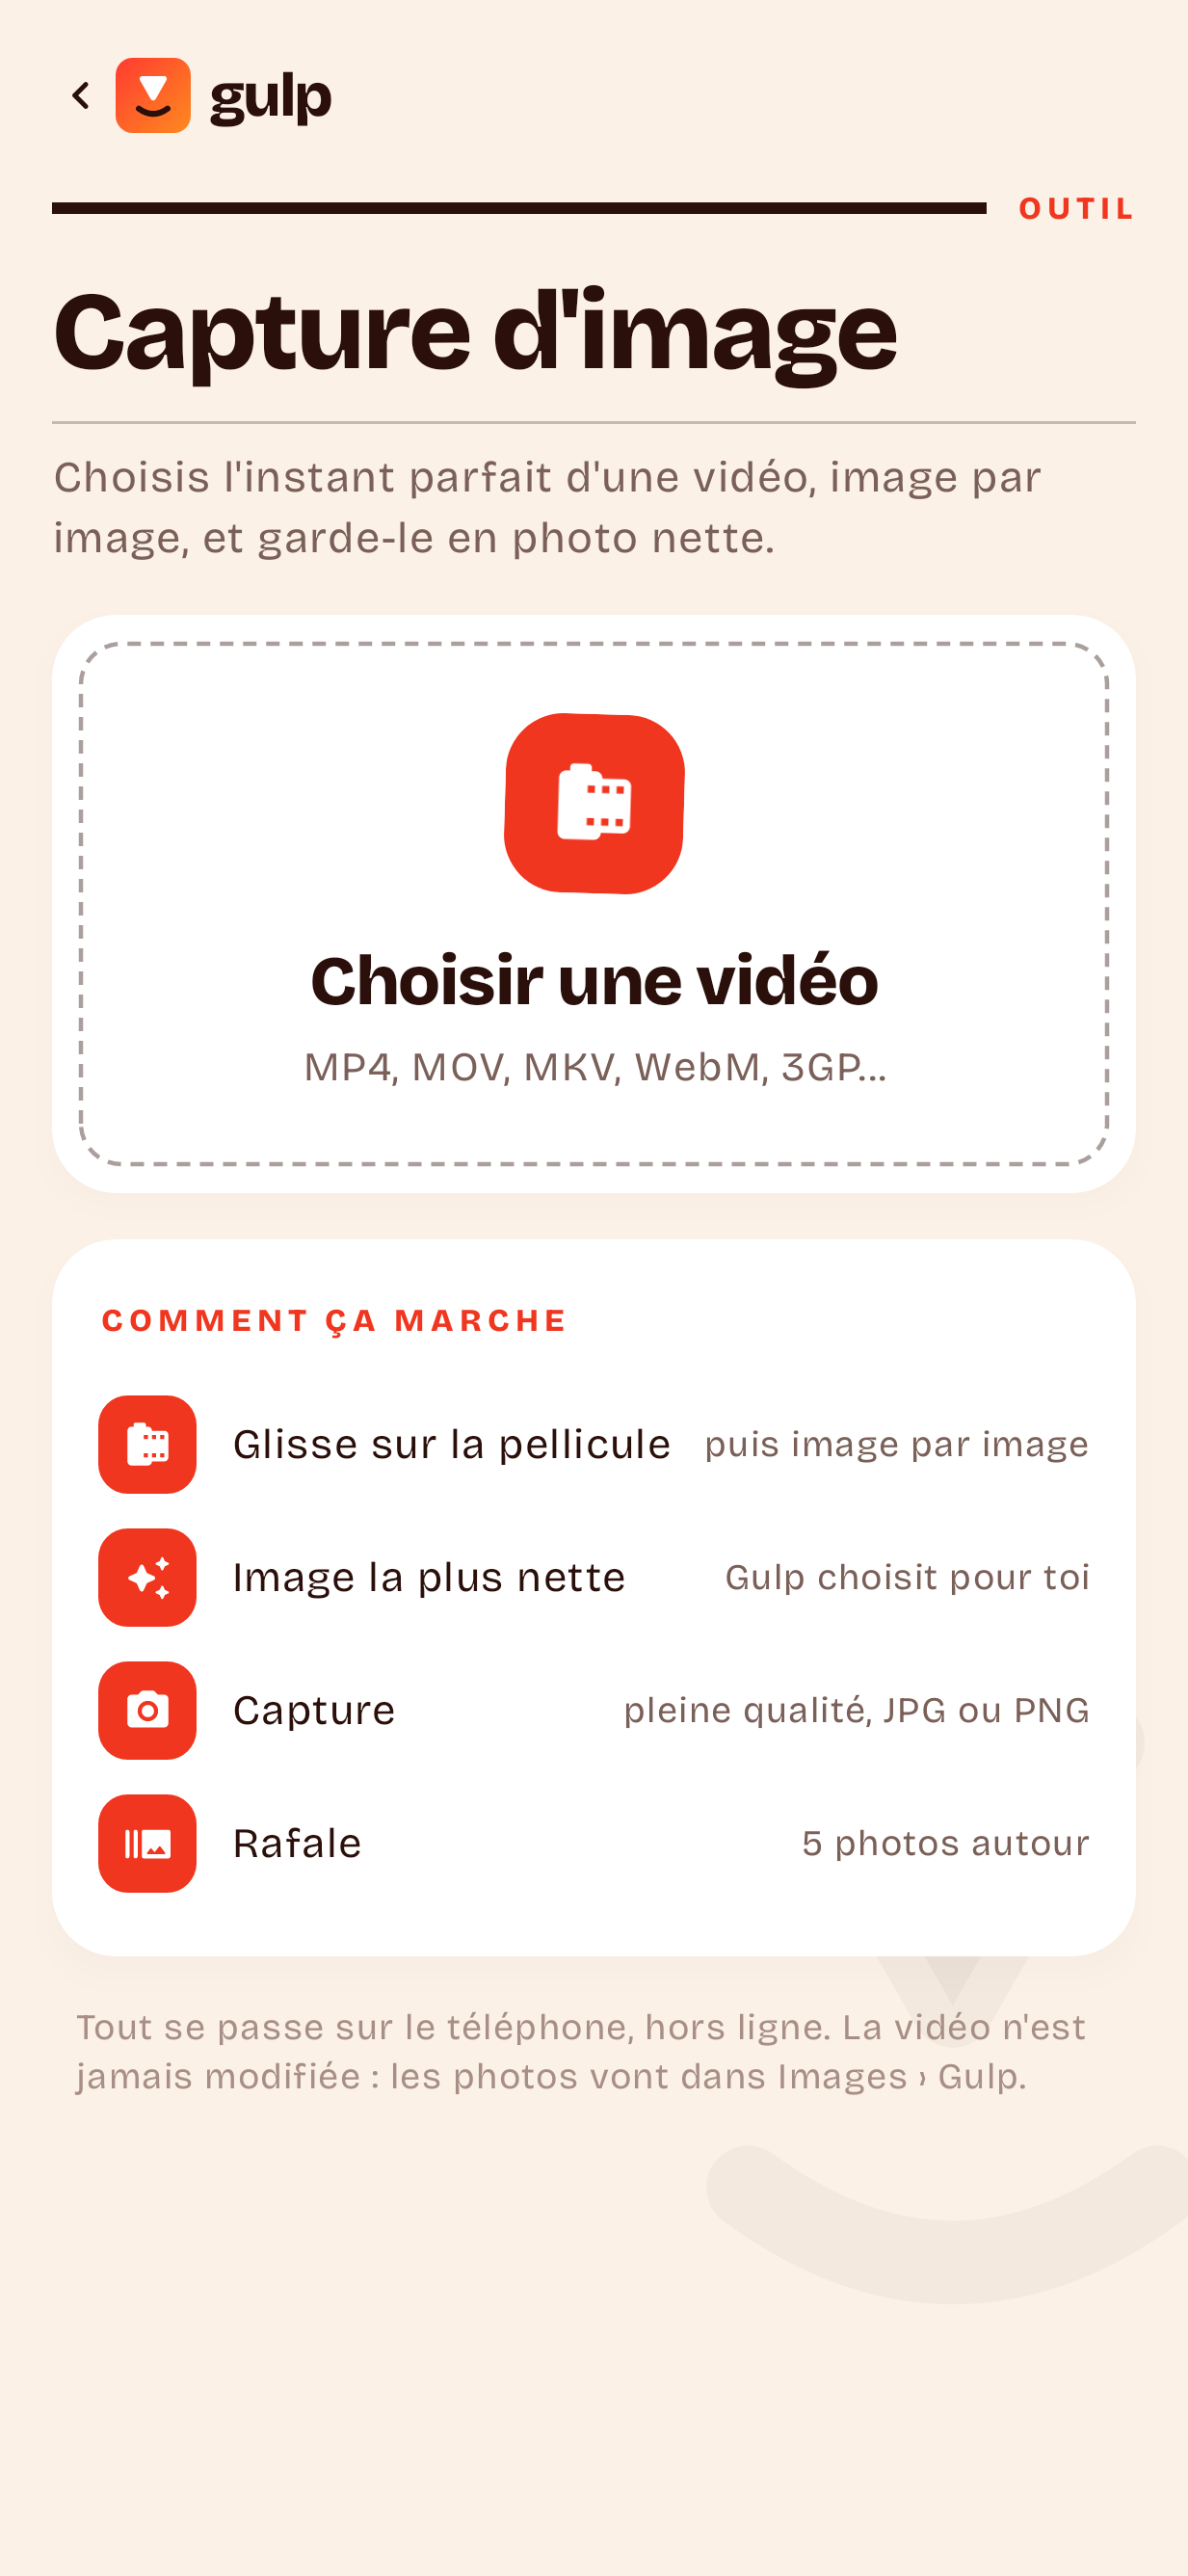 gulp
OUTIL
Capture d'image
Choisis l'instant parfait d'une vidéo, image par
image, et garde-le en photo nette.
Choisir une vidéo
MP4, MOV, MKV, WebM, 3GP...
COMMENT ÇA MARCHE
Glisse sur la pellicule puis image par image
Image la plus nette Gulp choisit pour toi
Capture pleine qualité, JPG ou PNG
Rafale 5 photos autour
Tout se passe sur le téléphone, hors ligne. La vidéo n'est
jamais modifiée : les photos vont dans Images › Gulp.